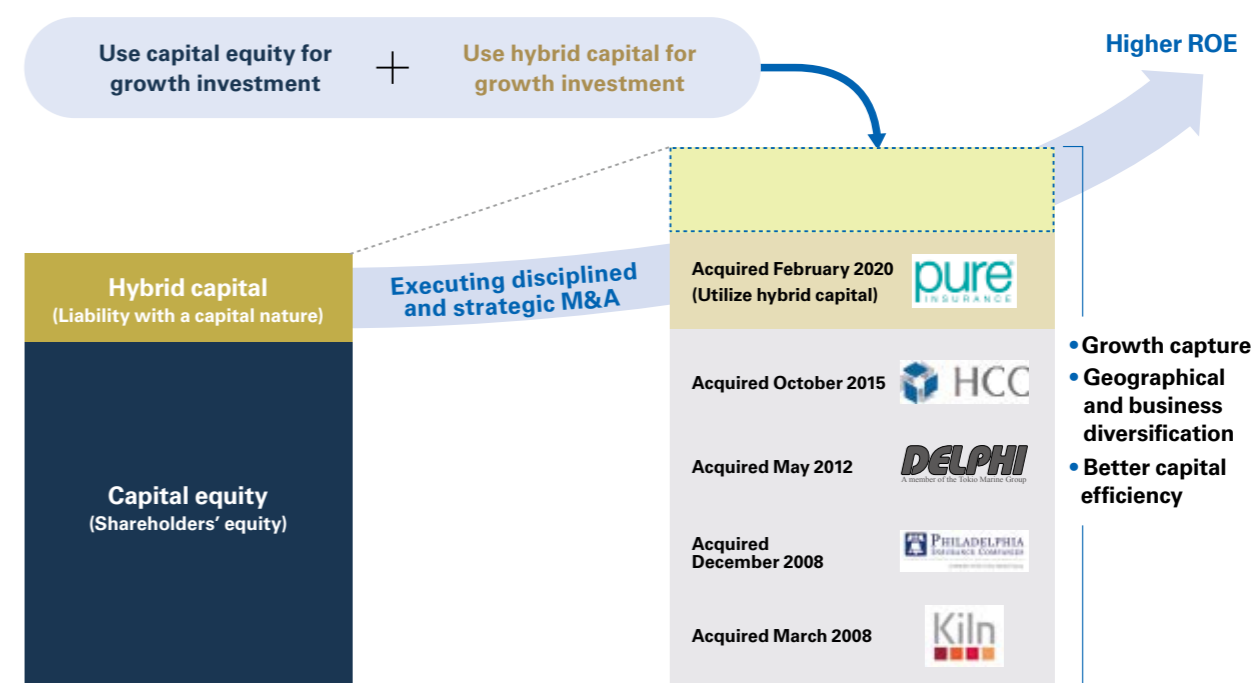 Use capital equity for
growth investment
+
Use hybrid capital for
growth investment
Higher ROE
Hybrid capital
(Liability with a capital nature)
Capital equity
(Shareholders’ equity)
Executing disciplined
and strategic M&A
Acquired February 2020
(Utilize hybrid capital)
pure®
INSURANCE
Acquired October 2015
HCC
Acquired May 2012
DELPHI
A member of the Tokio Marine Group
Acquired
December 2008
PHILADELPHIA
INSURANCE COMPANIES
Acquired March 2008
Kiln
•Growth capture
•Geographical
and business
diversification
•Better capital
efficiency